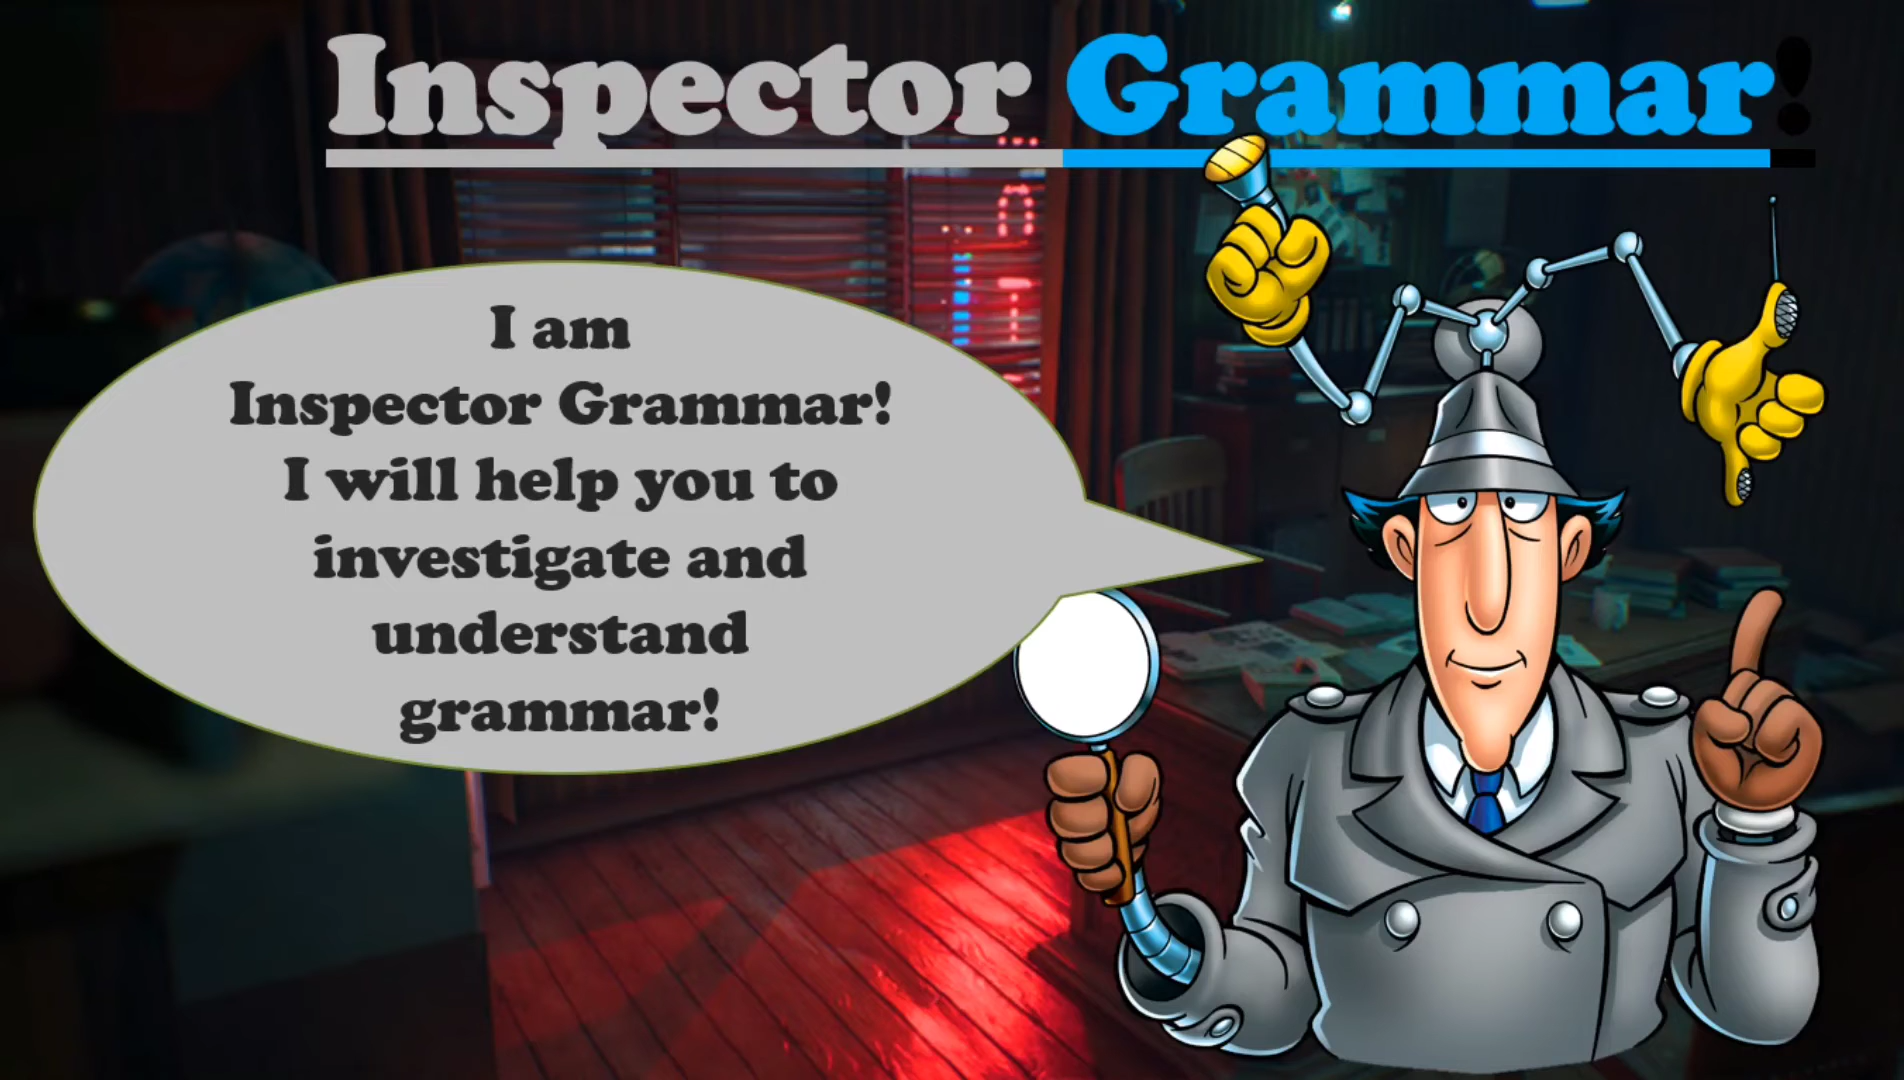 Inspector Grammar!
I am
Inspector Grammar!
I will help you to
investigate and
understand
grammar!